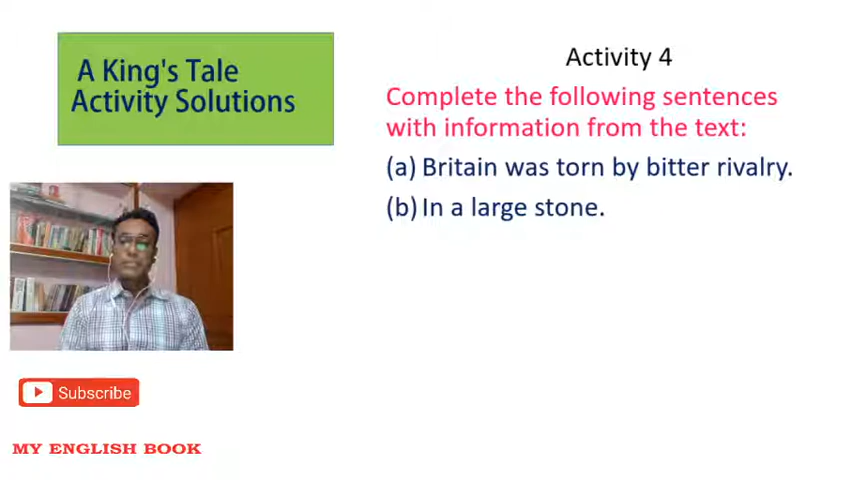 A King's Tale
Activity Solutions
Activity 4
Complete the following sentences
with information from the text:
(a) Britain was torn by bitter rivalry.
(b) In a large stone.
Subscribe
MY ENGLISH BOOK